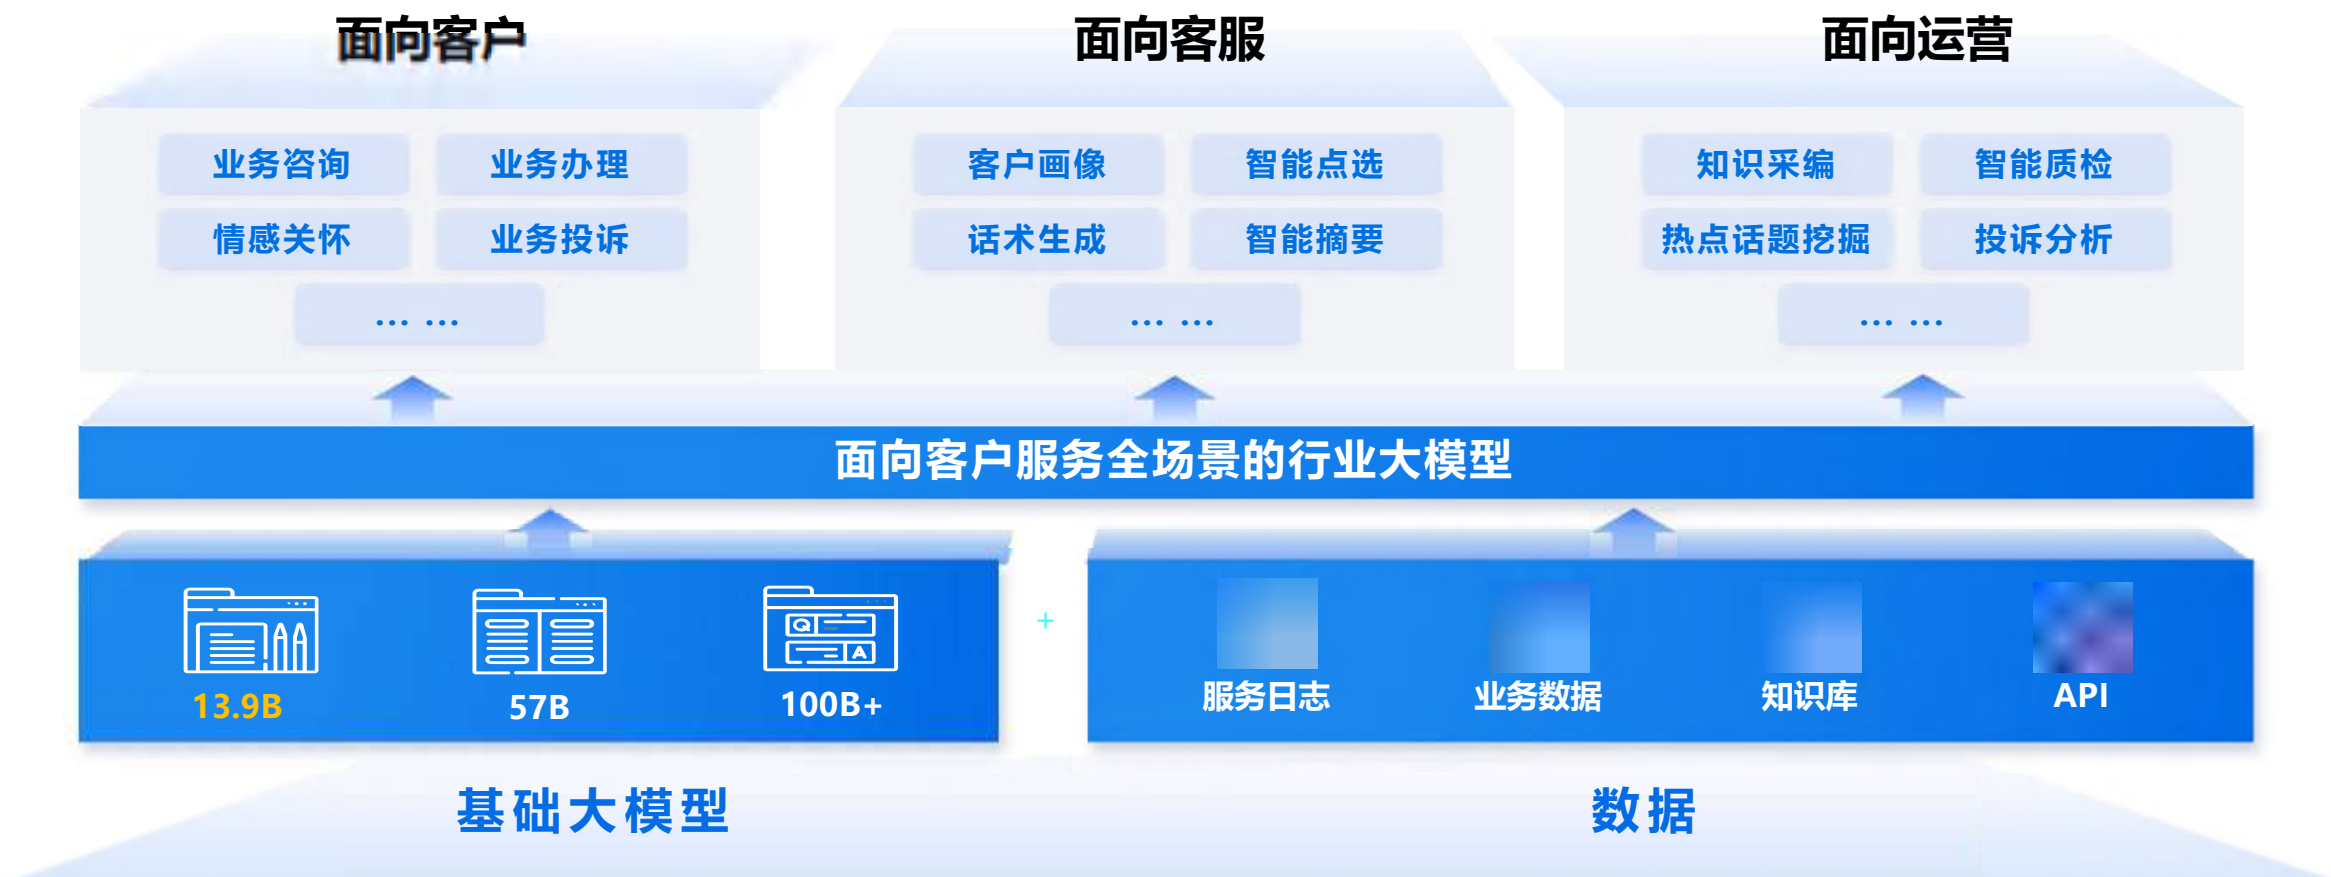 面向客户
面向客服
面向运营
业务咨询
业务办理
情感关怀
业务投诉
... ...
客户画像
智能点选
话术生成
智能摘要
... ...
知识采编
智能质检
热点话题挖掘
投诉分析
... ...
面向客户服务全场景的行业大模型
Q
A
13.9B
57B
100B+
+
服务日志
业务数据
知识库
API
基础大模型
数据